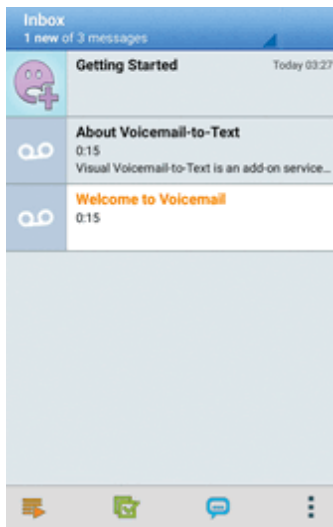 Inbox
1 new of 3 messages
Getting Started Today 03:27
About Voicemail-to-Text
0:15
Visual Voicemail-to-Text is an add-on service...
Welcome to Voicemail
0:15